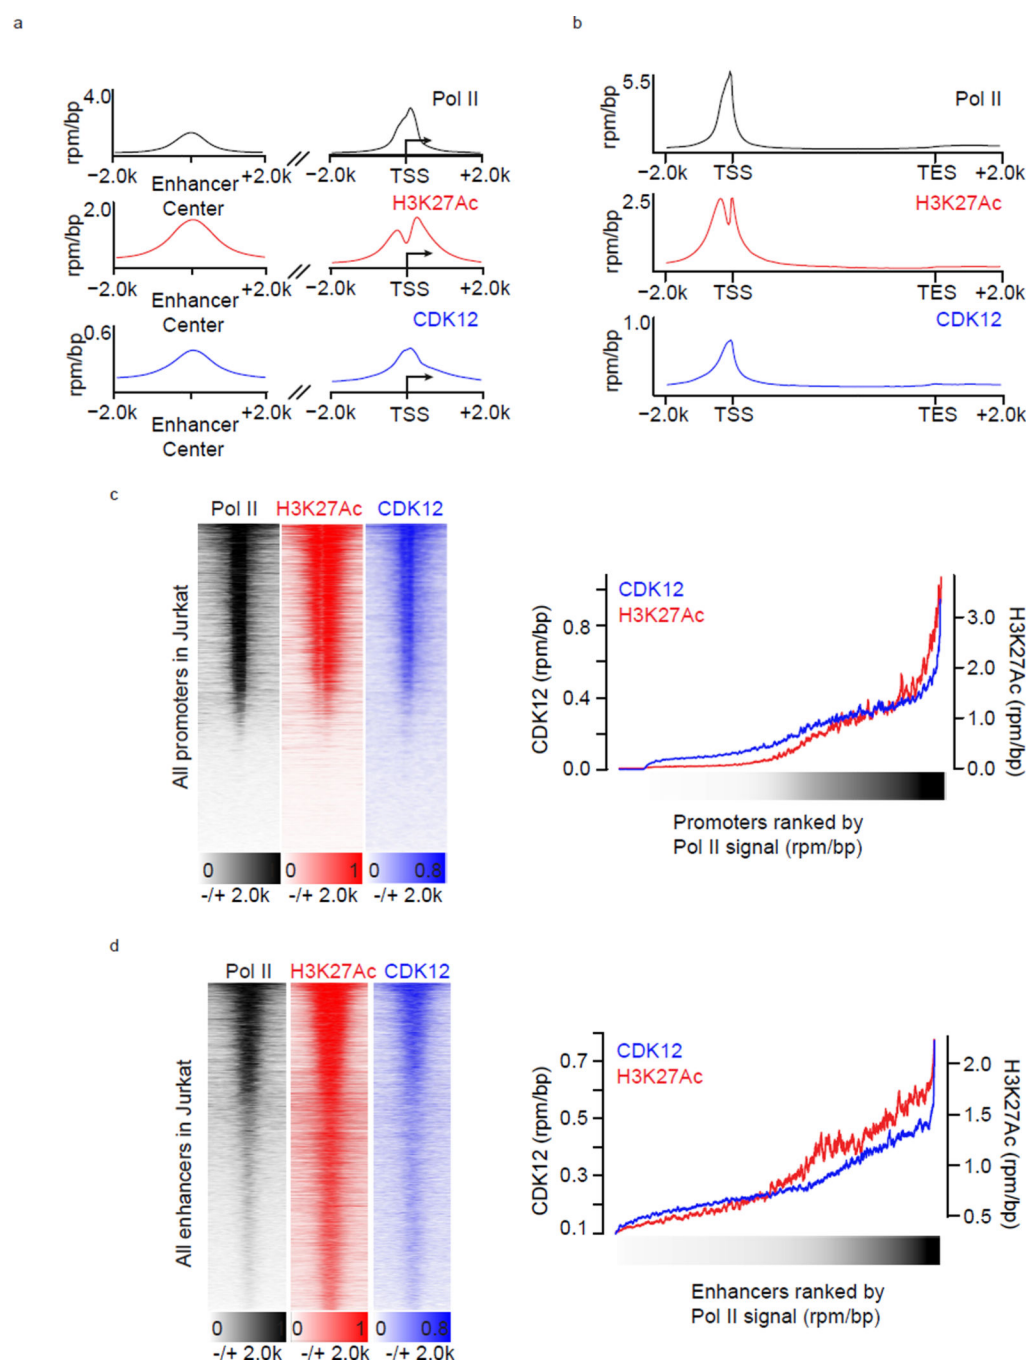 a
4.0
rpm/bp
Pol II
−2.0k
Enhancer
Center
+2.0k
−2.0k
TSS
+2.0k
2.0
rpm/bp
H3K27Ac
−2.0k
Enhancer
Center
+2.0k
−2.0k
TSS
+2.0k
0.6
rpm/bp
CDK12
−2.0k
Enhancer
Center
+2.0k
−2.0k
TSS
+2.0k
b
5.5
rpm/bp
Pol II
−2.0k
TSS
TES
+2.0k
2.5
rpm/bp
H3K27Ac
−2.0k
TSS
TES
+2.0k
1.0
rpm/bp
CDK12
−2.0k
TSS
TES
+2.0k
c
Pol II
H3K27Ac
CDK12
All promoters in Jurkat
0
0
1
0
0.8
-/+ 2.0k
-/+ 2.0k
-/+ 2.0k
CDK12
H3K27Ac
CDK12 (rpm/bp)
0.8
0.4
0.0
H3K27Ac (rpm/bp)
3.0
2.0
1.0
0.0
Promoters ranked by
Pol II signal (rpm/bp)
d
Pol II
H3K27Ac
CDK12
All enhancers in Jurkat
0
0
1
0
0.8
-/+ 2.0k
-/+ 2.0k
-/+ 2.0k
CDK12
H3K27Ac
CDK12 (rpm/bp)
0.7
0.5
0.3
0.1
H3K27Ac (rpm/bp)
2.0
1.5
1.0
0.5
Enhancers ranked by
Pol II signal (rpm/bp)